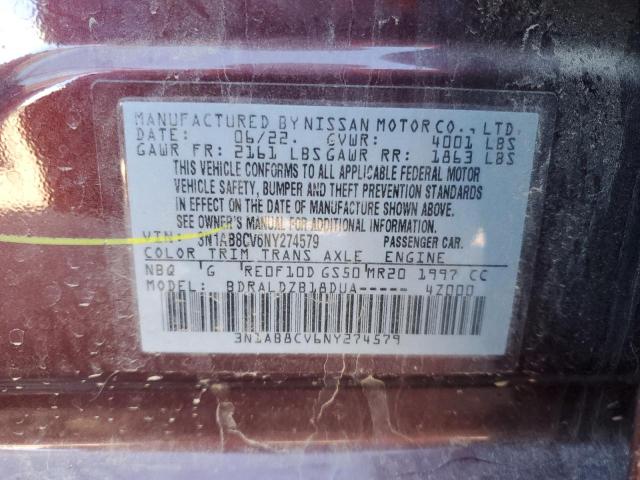 MANUFACTURED BY NISSAN MOTOR CO., LTD.
DATE: 06/22. GVWR: 4001 LBS
GAWR FR: 2161 LBS GAWR RR: 1863 LBS
THIS VEHICLE CONFORMS TO ALL APPLICABLE FEDERAL MOTOR
VEHICLE SAFETY, BUMPER AND THEFT PREVENTION STANDARDS
IN EFFECT ON THE DATE OF MANUFACTURE SHOWN ABOVE.
SEE OWNER'S MANUAL FOR ADDITIONAL INFORMATION.
VIN: 3N1AB8CV6NY274579 PASSENGER CAR.
COLOR TRIM TRANS AXLE ENGINE
NBQ G RE0F10D GS50 MR20 1997 CC
MODEL: BDRALDZB18DUA----- 4Z000
3N1AB8CV6NY274579